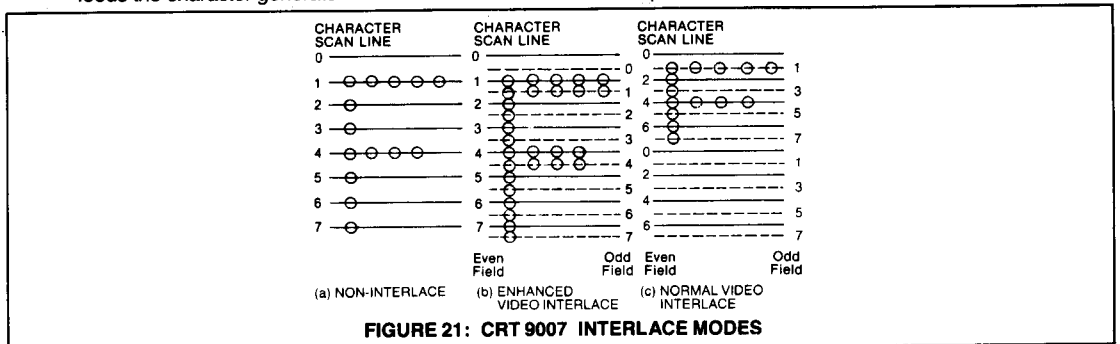 the character
CHARACTER
SCAN LINE
0
1
2
3
4
5
6
7
(a) NON-INTERLACE
CHARACTER
SCAN LINE
0
0
1
1
2
2
3
3
4
4
5
5
6
6
7
7
Even
Field
Odd
Field
(b) ENHANCED
VIDEO INTERLACE
CHARACTER
SCAN LINE
0
1
2
3
4
5
6
7
0
1
2
3
4
5
6
7
Even
Field
Odd
Field
(c) NORMAL VIDEO
INTERLACE
FIGURE 21: CRT 9007 INTERLACE MODES